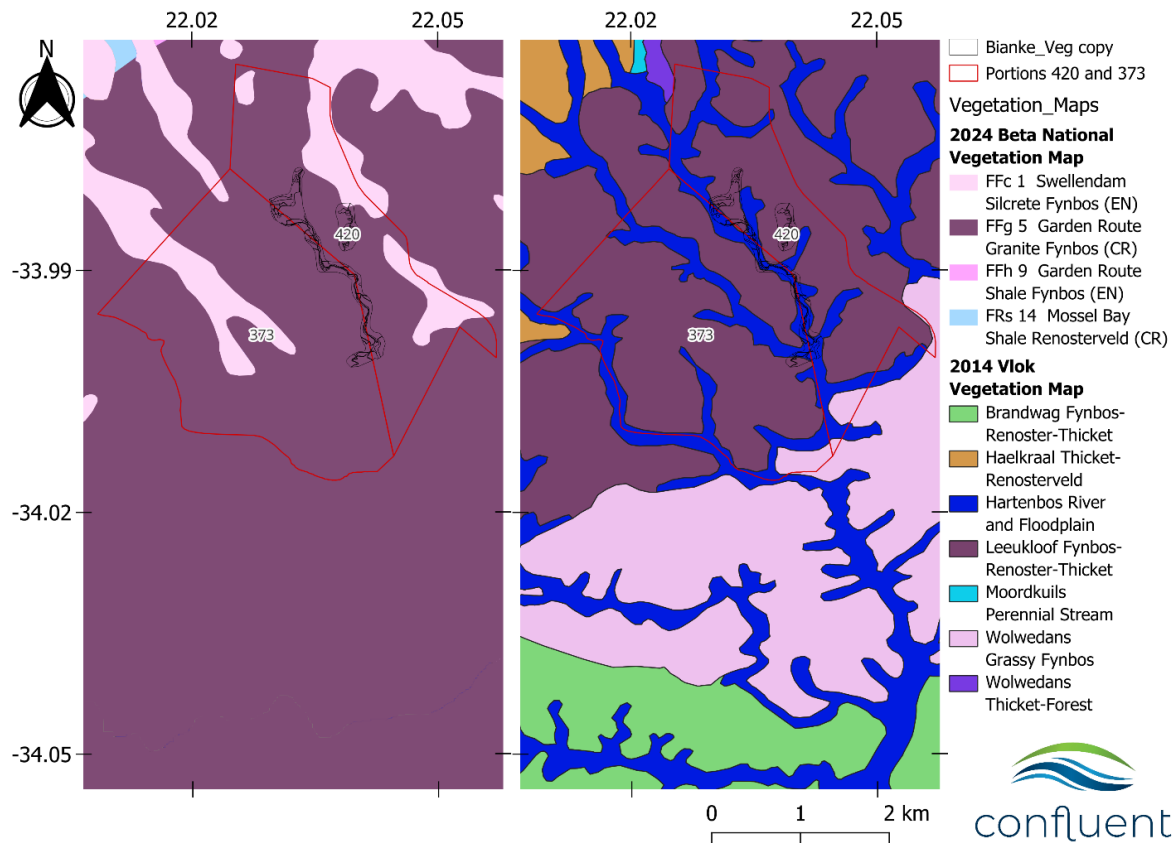 22.02
22.05
22.02
22.05
N
-33.99
-34.02
-34.05
420
373
420
373
Bianke_Veg copy
Portions 420 and 373
Vegetation_Maps
2024 Beta National
Vegetation Map
FFc 1 Swellendam
Silcrete Fynbos (EN)
FFg 5 Garden Route
Granite Fynbos (CR)
FFh 9 Garden Route
Shale Fynbos (EN)
FRs 14 Mossel Bay
Shale Renosterveld (CR)
2014 Vlok
Vegetation Map
Brandwag Fynbos-
Renoster-Thicket
Haelkraal Thicket-
Renosterveld
Hartenbos River
and Floodplain
Leeukloof Fynbos-
Renoster-Thicket
Moordkuils
Perennial Stream
Wolwedans
Grassy Fynbos
Wolwedans
Thicket-Forest
0 1 2 km
confluent